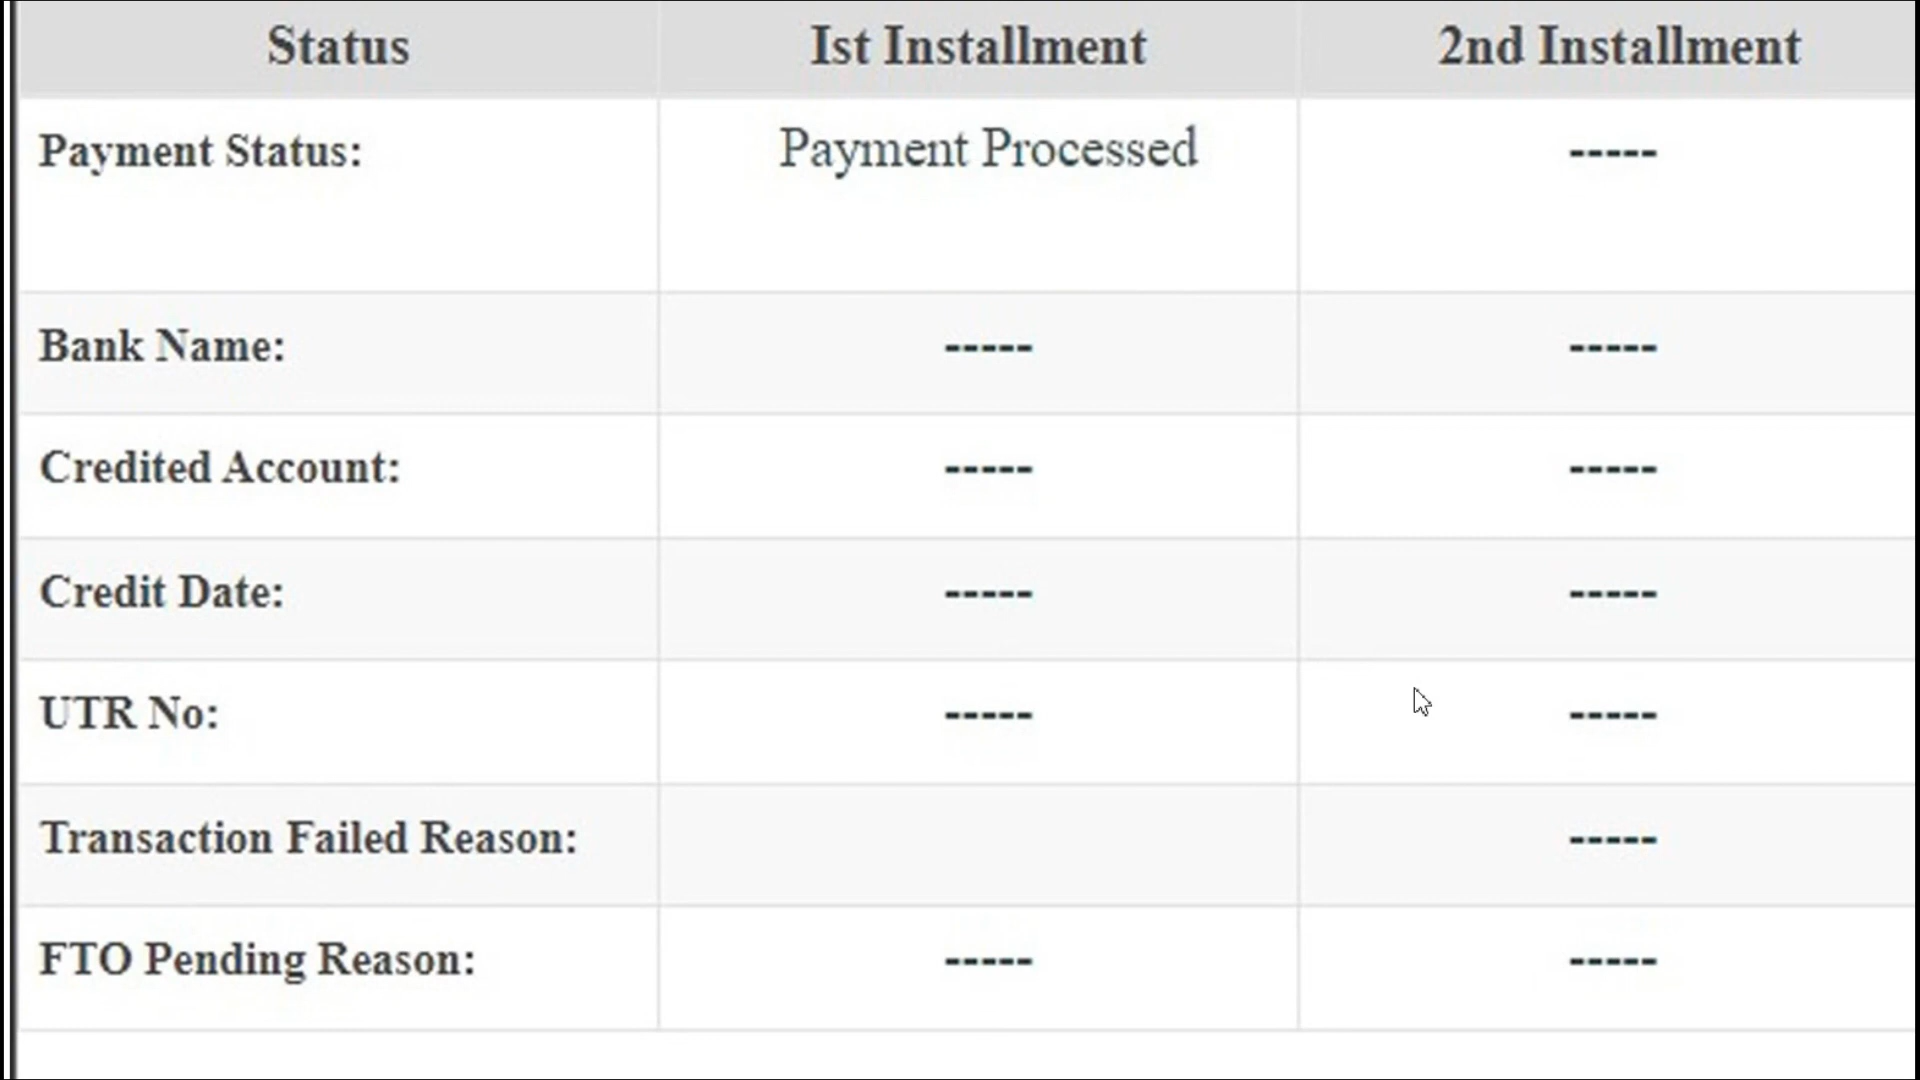 Status Ist Installment 2nd Installment
Payment Status: Payment Processed -----
Bank Name: ----- -----
Credited Account: ----- -----
Credit Date: ----- -----
UTR No: ----- -----
Transaction Failed Reason: -----
FTO Pending Reason: ----- -----